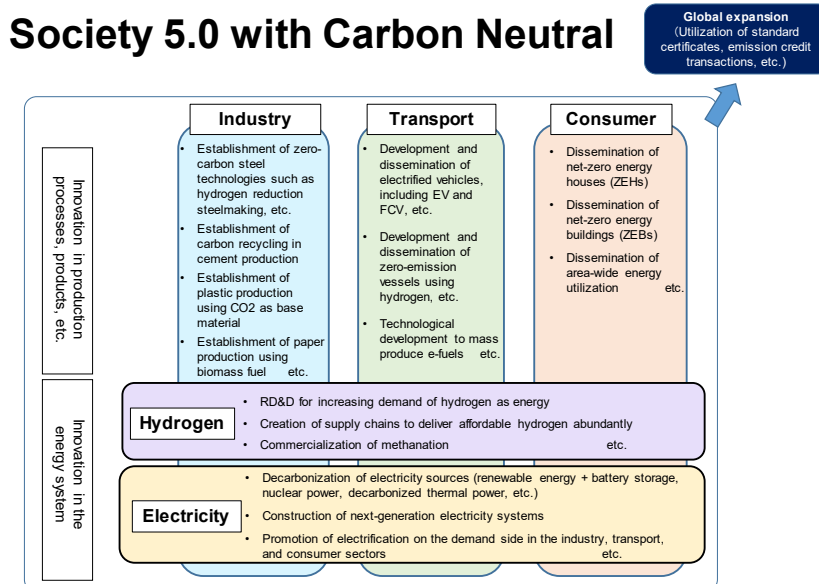 Society 5.0 with Carbon Neutral
Global expansion
(Utilization of standard
certificates, emission credit
transactions, etc.)
Industry
Transport
Consumer
Innovation in production
processes, products, etc.
• Establishment of zero-
carbon steel
technologies such as
hydrogen reduction
steelmaking, etc.
• Establishment of
carbon recycling in
cement production
• Establishment of
plastic production
using CO2 as base
material
• Establishment of paper
production using
biomass fuel etc.
• Development and
dissemination of
electrified vehicles,
including EV and
FCV, etc.
• Development and
dissemination of
zero-emission
vessels using
hydrogen, etc.
• Technological
development to mass
produce e-fuels etc.
• Dissemination of
net-zero energy
houses (ZEHs)
• Dissemination of
net-zero energy
buildings (ZEBs)
• Dissemination of
area-wide energy
utilization etc.
Innovation in the
energy system
Hydrogen
• RD&D for increasing demand of hydrogen as energy
• Creation of supply chains to deliver affordable hydrogen abundantly
• Commercialization of methanation etc.
Electricity
• Decarbonization of electricity sources (renewable energy + battery storage,
nuclear power, decarbonized thermal power, etc.)
• Construction of next-generation electricity systems
• Promotion of electrification on the demand side in the industry, transport,
and consumer sectors etc.